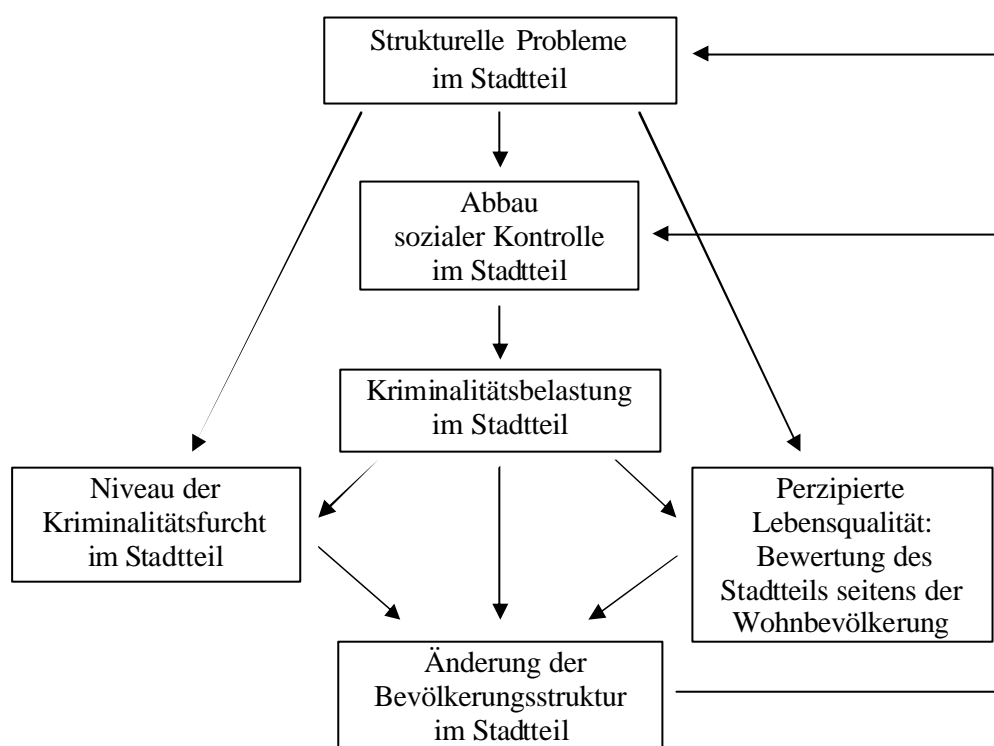 Strukturelle Probleme
im Stadtteil
Abbau
sozialer Kontrolle
im Stadtteil
Kriminalitätsbelastung
im Stadtteil
Niveau der
Kriminalitätsfurcht
im Stadtteil
Perzipierte
Lebensqualität:
Bewertung des
Stadtteils seitens der
Wohnbevölkerung
Änderung der
Bevölkerungsstruktur
im Stadtteil